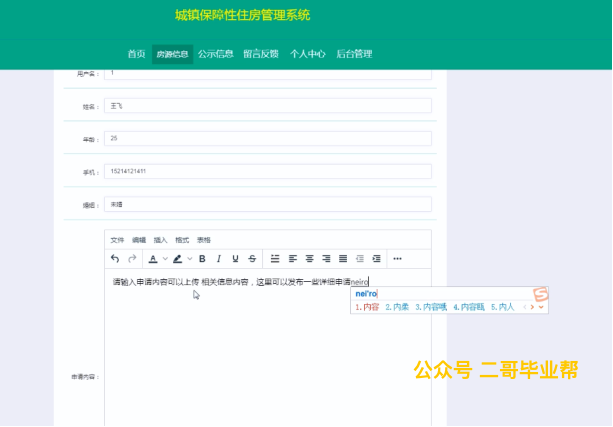 城镇保障性住房管理系统
首页 房源信息 公示信息 留言反馈 个人中心 后台管理
用户名： 1
姓名： 王飞
年龄： 25
手机： 15214121411
婚姻： 未婚
文件 编辑 插入 格式 表格
A B I U S
请输入申请内容可以上传 相关信息内容，这里可以发布一些详细申请neiro
nei'ro
1.内容 2.内柔 3.内容哦 4.内容瓯 5.内人
申请内容：
公众号 二哥毕业帮